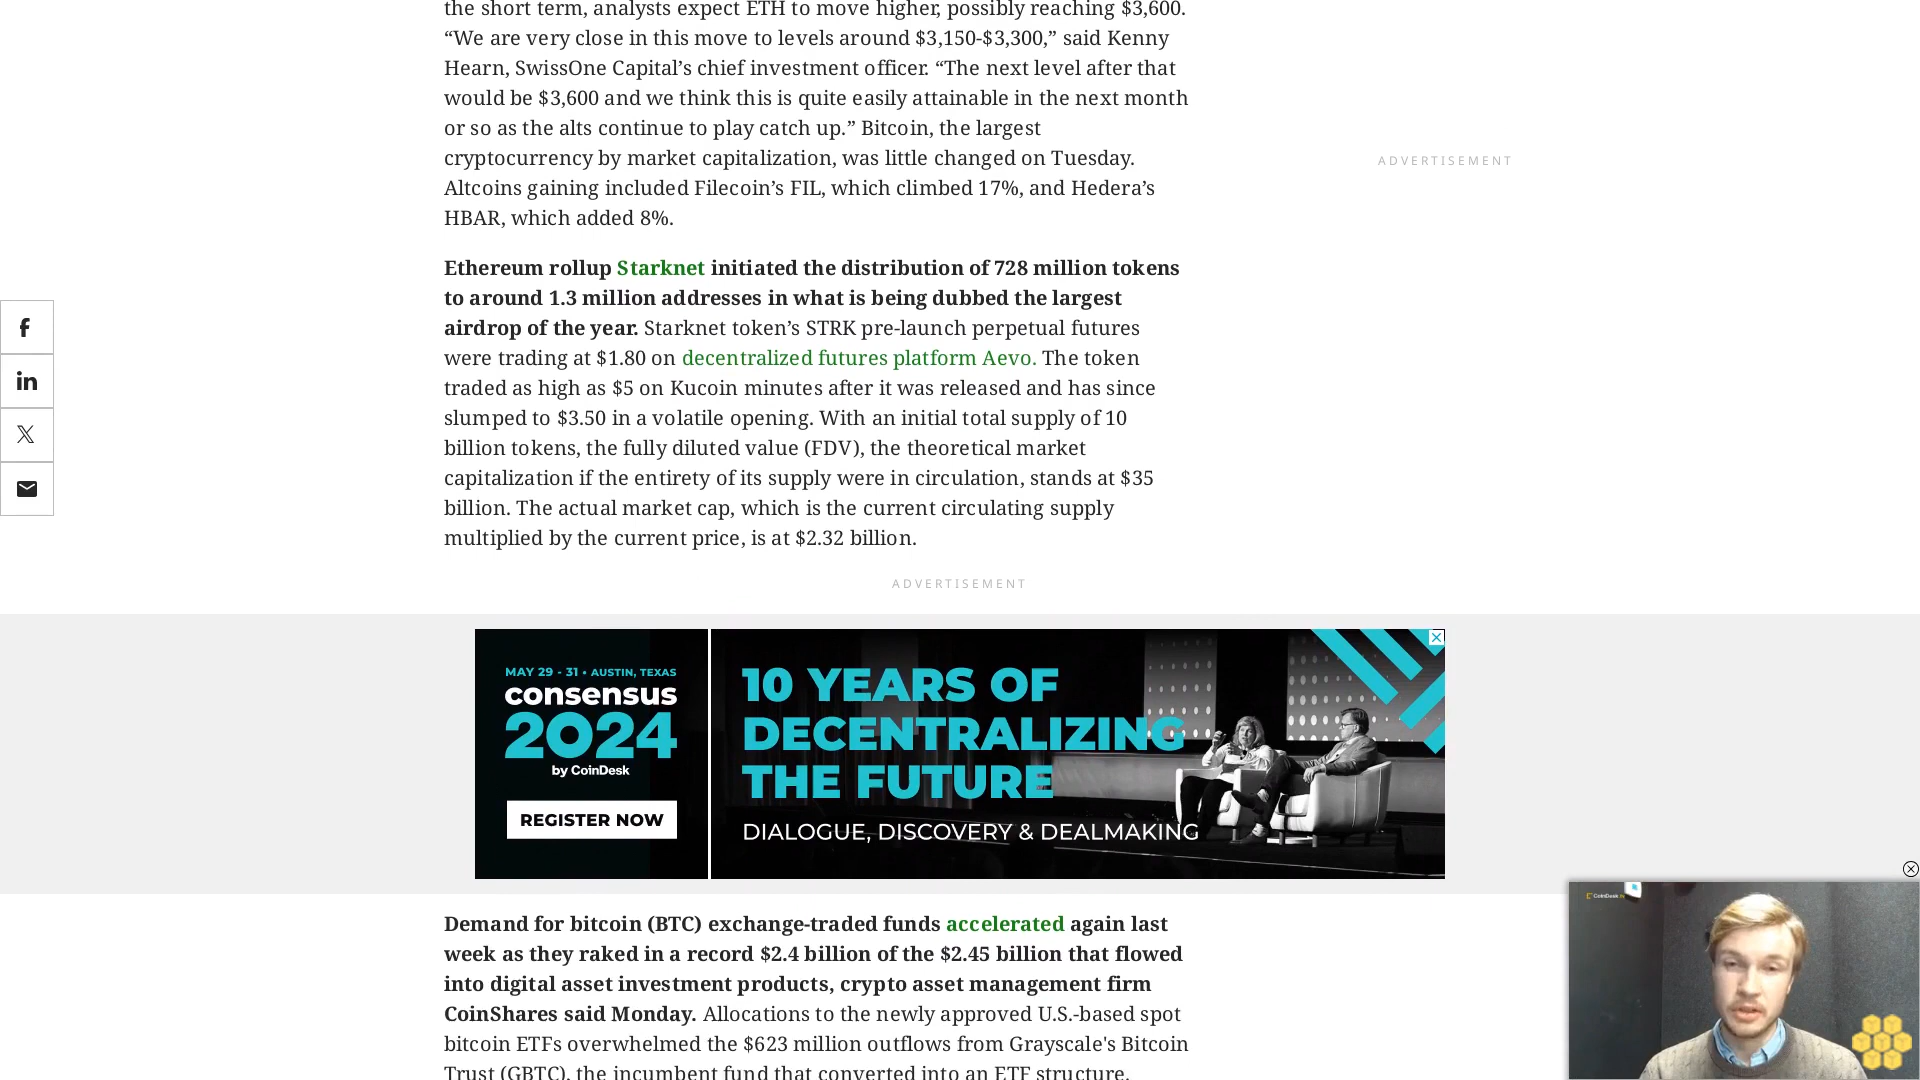 the short term, analysts expect ETH to move higher, possibly reaching $3,600.
“We are very close in this move to levels around $3,150-$3,300,” said Kenny
Hearn, SwissOne Capital’s chief investment officer. “The next level after that
would be $3,600 and we think this is quite easily attainable in the next month
or so as the alts continue to play catch up.” Bitcoin, the largest
cryptocurrency by market capitalization, was little changed on Tuesday.
Altcoins gaining included Filecoin’s FIL, which climbed 17%, and Hedera’s
HBAR, which added 8%.
ADVERTISEMENT
Ethereum rollup Starknet initiated the distribution of 728 million tokens
to around 1.3 million addresses in what is being dubbed the largest
airdrop of the year. Starknet token’s STRK pre-launch perpetual futures
were trading at $1.80 on decentralized futures platform Aevo. The token
traded as high as $5 on Kucoin minutes after it was released and has since
slumped to $3.50 in a volatile opening. With an initial total supply of 10
billion tokens, the fully diluted value (FDV), the theoretical market
capitalization if the entirety of its supply were in circulation, stands at $35
billion. The actual market cap, which is the current circulating supply
multiplied by the current price, is at $2.32 billion.
ADVERTISEMENT
MAY 29 - 31 • AUSTIN, TEXAS
consensus
2024
by CoinDesk
REGISTER NOW
10 YEARS OF
DECENTRALIZING
THE FUTURE
DIALOGUE, DISCOVERY & DEALMAKING
Demand for bitcoin (BTC) exchange-traded funds accelerated again last
week as they raked in a record $2.4 billion of the $2.45 billion that flowed
into digital asset investment products, crypto asset management firm
CoinShares said Monday. Allocations to the newly approved U.S.-based spot
bitcoin ETFs overwhelmed the $623 million outflows from Grayscale's Bitcoin
Trust (GBTC), the incumbent fund that converted into an ETF structure.
CoinDesk